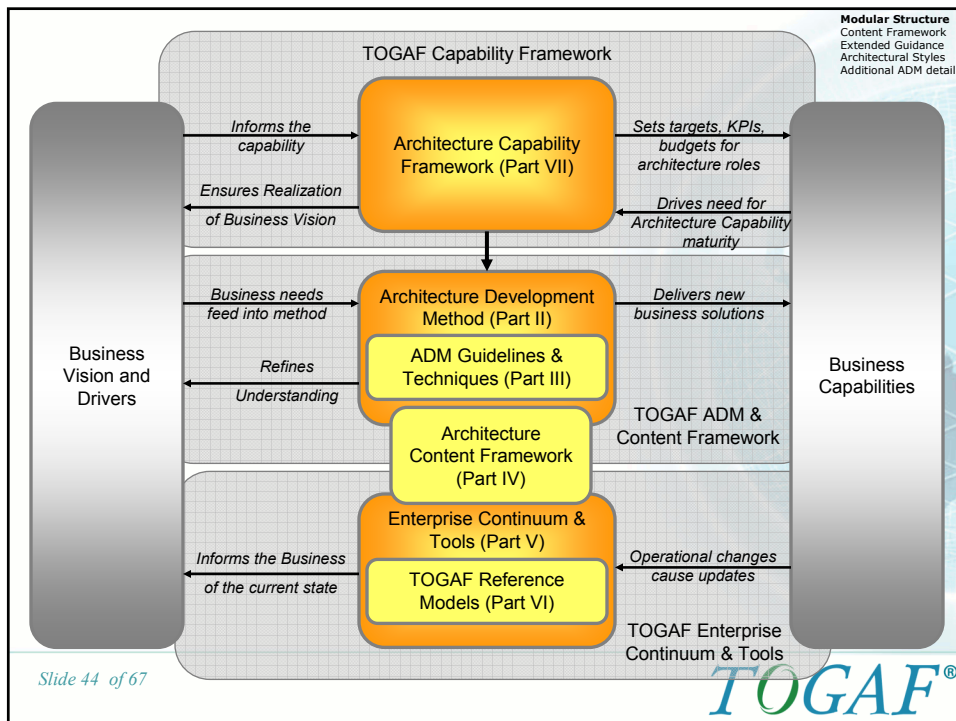 Modular Structure
Content Framework
Extended Guidance
Architectural Styles
Additional ADM detail
TOGAF Capability Framework
Informs the
capability
Ensures Realization
of Business Vision
Architecture Capability
Framework (Part VII)
Sets targets, KPIs,
budgets for
architecture roles
Drives need for
Architecture Capability
maturity
Business needs
feed into method
Refines
Understanding
Architecture Development
Method (Part II)
ADM Guidelines &
Techniques (Part III)
Delivers new
business solutions
Business
Vision and
Drivers
Business
Capabilities
TOGAF ADM &
Content Framework
Architecture
Content Framework
(Part IV)
Enterprise Continuum &
Tools (Part V)
TOGAF Reference
Models (Part VI)
Informs the Business
of the current state
Operational changes
cause updates
TOGAF Enterprise
Continuum & Tools
Slide 44 of 67
TOGAF®